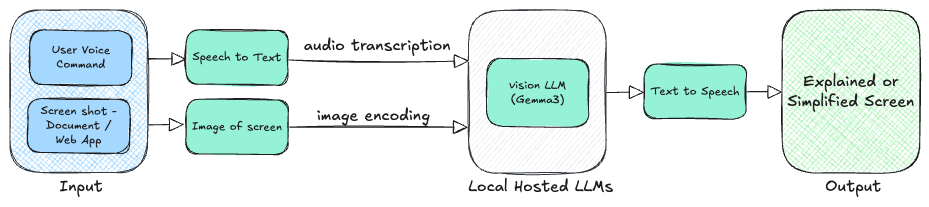 User Voice
Command
Screen shot -
Document /
Web App
Input
Speech to Text
Image of screen
audio transcription
image encoding
vision LLM
(Gemma3)
Local Hosted LLMs
Text to Speech
Explained or
Simplified Screen
Output